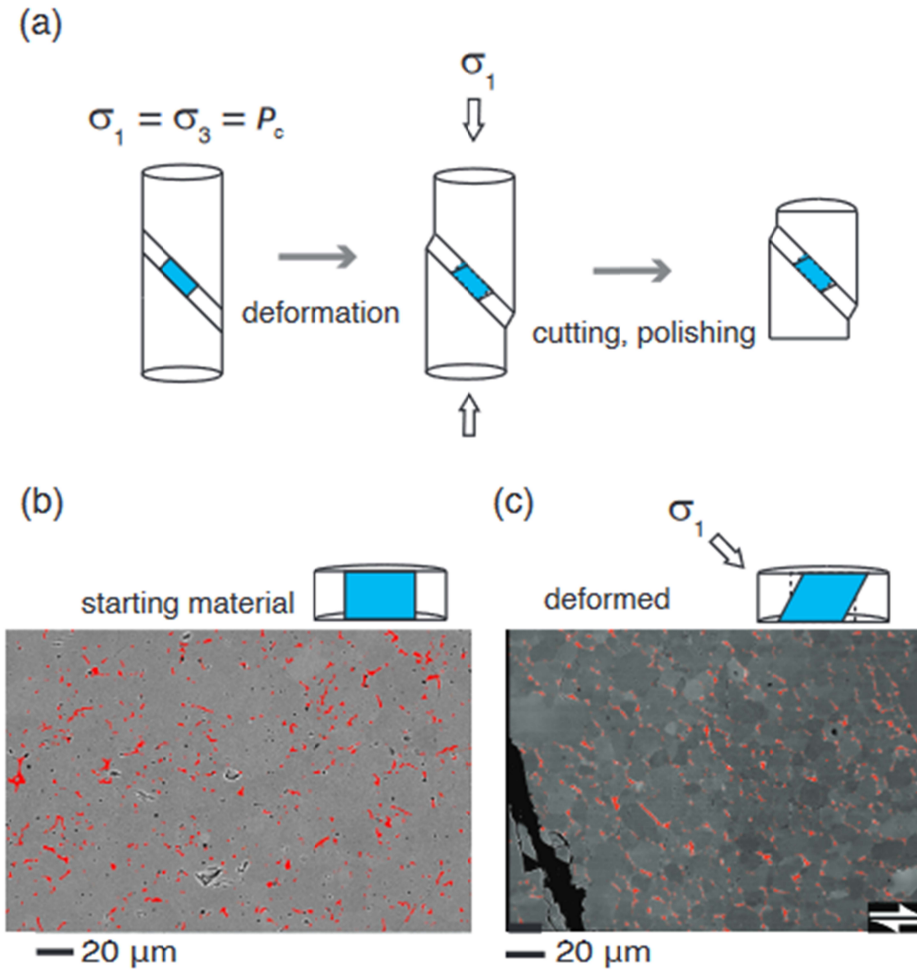 (a)
σ1
σ1 = σ3 = Pc
deformation
cutting, polishing
(b)
(c)
σ1
starting material
deformed
20 μm
20 μm